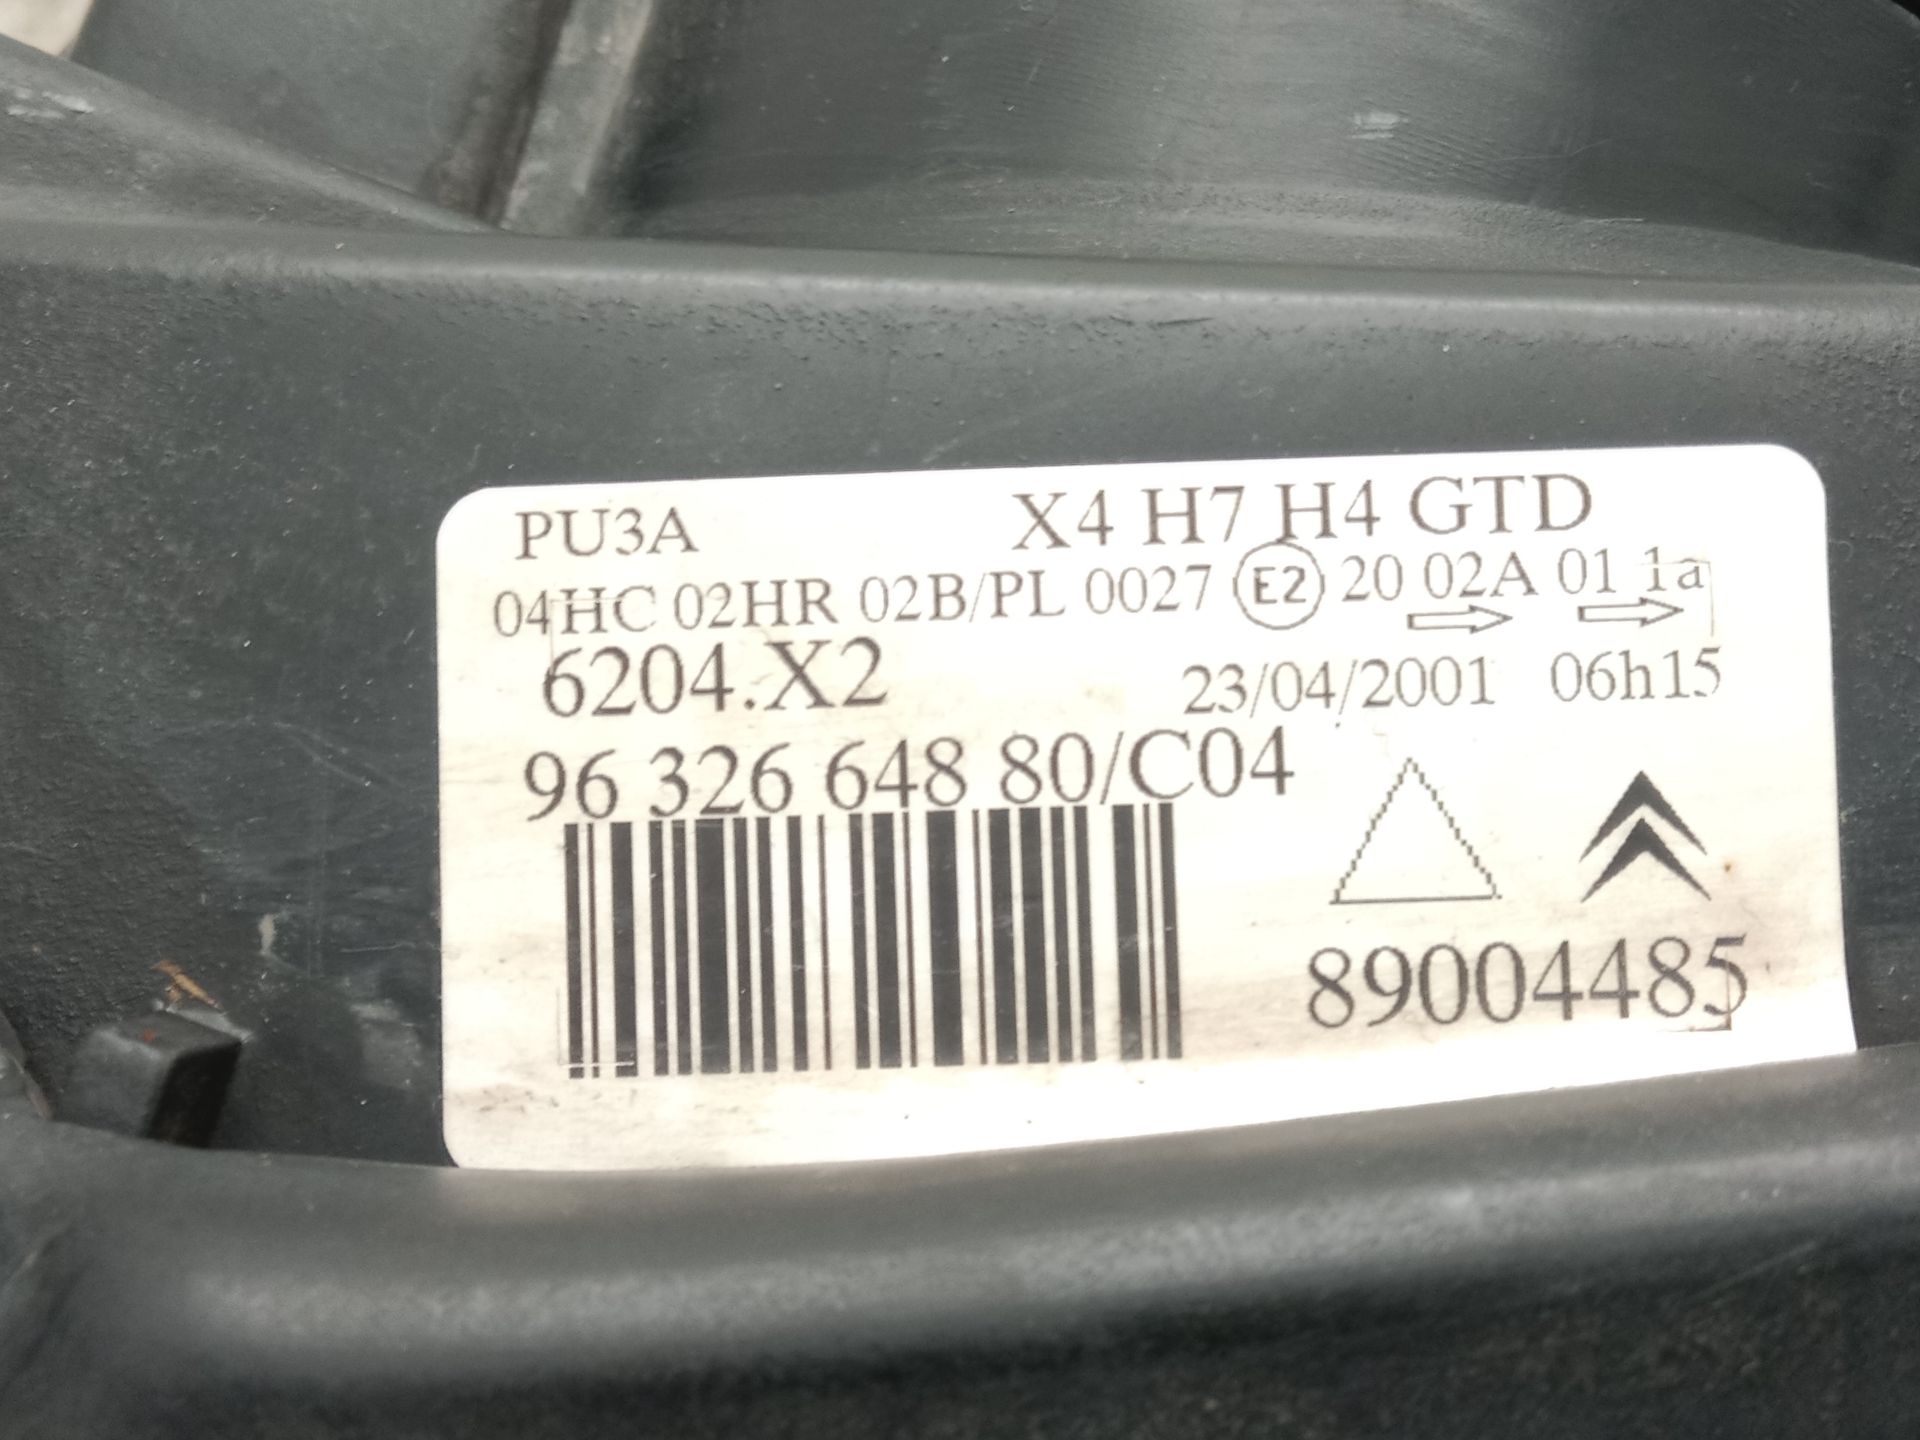 PU3A X4 H7 H4 GTD
04HC 02HR 02B/PL 0027 E2 20 02A 01 1a
6204.X2 23/04/2001 06h15
96 326 648 80/C04
89004485